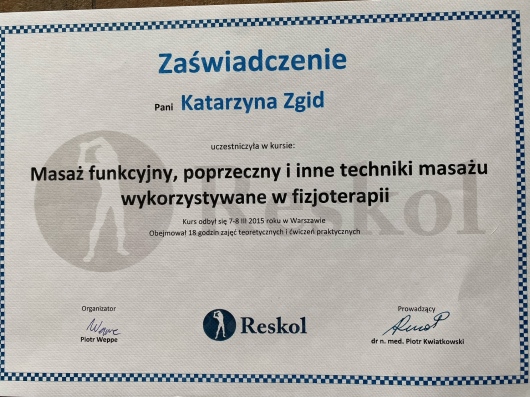 Zaświadczenie
Pani Katarzyna Zgid
uczestniczyła w kursie:
Masaż funkcyjny, poprzeczny i inne techniki masażu
wykorzystywane w fizjoterapii
Kurs odbył się 7-8 III 2015 roku w Warszawie
Obejmował 18 godzin zajęć teoretycznych i ćwiczeń praktycznych
Reskol
Organizator
Piotr Weppe
Reskol
Prowadzący
dr n. med. Piotr Kwiatkowski